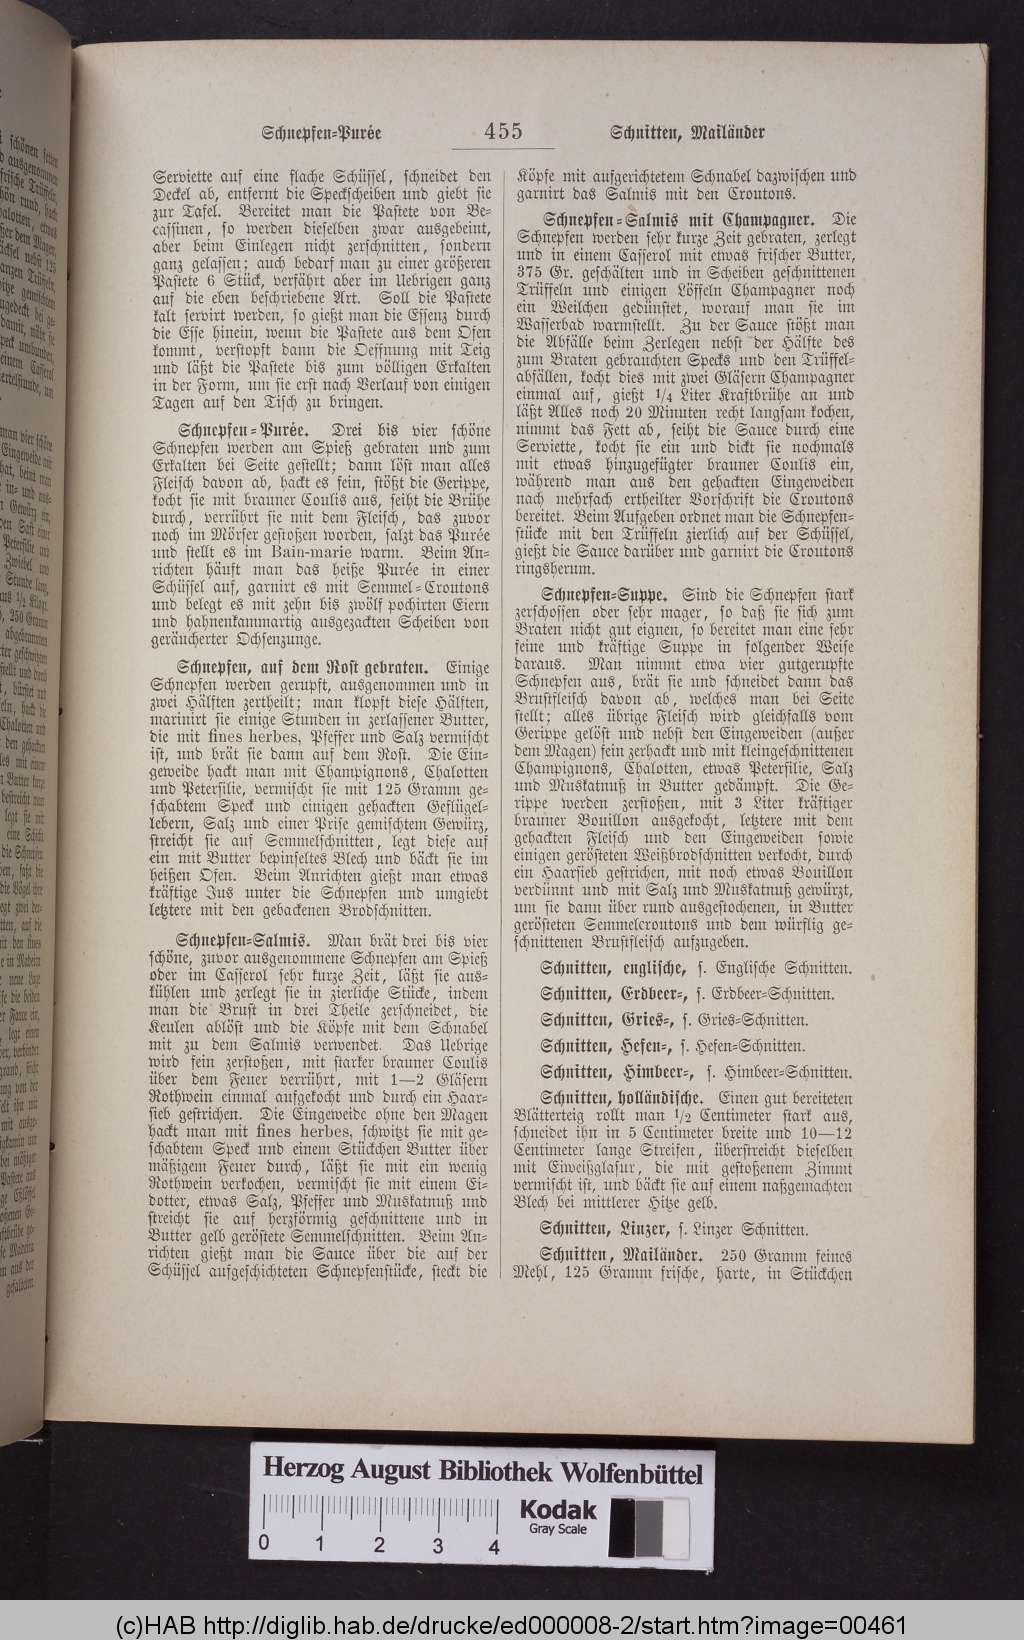 Schnepfen-Purée
455
Schnitten, Mailänder
Serviette auf eine flache Schüssel, schneidet den
Deckel ab, entfernt die Speckscheiben und giebt sie
zur Tafel. Bereitet man die Pastete von Be-
cassinen, so werden dieselben zwar ausgebeint,
aber beim Einlegen nicht zerschnitten, sondern
ganz gelassen; auch bedarf man zu einer größeren
Pastete 6 Stück, verfährt aber im Uebrigen ganz
auf die eben beschriebene Art. Soll die Pastete
kalt servirt werden, so gießt man die Essenz durch
die Esse hinein, wenn die Pastete aus dem Ofen
kommt, verstopft dann die Oeffnung mit Teig
und läßt die Pastete bis zum völligen Erkalten
in der Form, um sie erst nach Verlauf von einigen
Tagen auf den Tisch zu bringen.
Schnepfen-Purée. Drei bis vier schöne
Schnepfen werden am Spieß gebraten und zum
Erkalten bei Seite gestellt; dann löst man alles
Fleisch davon ab, hackt es fein, stößt die Gerippe,
kocht sie mit brauner Coulis aus, seiht die Brühe
durch, verrührt sie mit dem Fleisch, das zuvor
noch im Mörser gestoßen worden, salzt das Purée
und stellt es im Bain-marie warm. Beim An-
richten häuft man das heiße Purée in einer
Schüssel auf, garnirt es mit Semmel-Croutons
und belegt es mit zehn bis zwölf pochirten Eiern
und hahnenkammartig ausgezackten Scheiben von
geräucherter Ochsenzunge.
Schnepfen, auf dem Rost gebraten. Einige
Schnepfen werden gerupft, ausgenommen und in
zwei Hälften zertheilt; man klopft diese Hälften,
marinirt sie einige Stunden in zerlassener Butter,
die mit fines herbes, Pfeffer und Salz vermischt
ist, und brät sie dann auf dem Rost. Die Ein-
geweide hackt man mit Champignons, Chalotten
und Petersilie, vermischt sie mit 125 Gramm ge-
schabtem Speck und einigen gehackten Geflügel-
lebern, Salz und einer Prise gemischtem Gewürz,
streicht sie auf Semmelschnitten, legt diese auf
ein mit Butter bepinseltes Blech und bäckt sie im
heißen Ofen. Beim Anrichten gießt man etwas
kräftige Jus unter die Schnepfen und umgiebt
letztere mit den gebackenen Brodschnitten.
Schnepfen-Salmis. Man brät drei bis vier
schöne, zuvor ausgenommene Schnepfen am Spieß
oder im Casserol sehr kurze Zeit, läßt sie aus-
kühlen und zerlegt sie in zierliche Stücke, indem
man die Brust in drei Theile zerschneidet, die
Keulen ablöst und die Köpfe mit dem Schnabel
mit zu dem Salmis verwendet. Das Uebrige
wird fein zerstoßen, mit starker brauner Coulis
über dem Feuer verrührt, mit 1—2 Gläsern
Rothwein einmal aufgekocht und durch ein Haar-
sieb gestrichen. Die Eingeweide ohne den Magen
hackt man mit fines herbes, schwitzt sie mit ge-
schabtem Speck und einem Stückchen Butter über
mäßigem Feuer durch, läßt sie mit ein wenig
Rothwein verkochen, vermischt sie mit einem Ei-
dotter, etwas Salz, Pfeffer und Muskatnuß und
streicht sie auf herzförmig geschnittene und in
Butter gelb geröstete Semmelschnitten. Beim An-
richten gießt man die Sauce über die auf der
Schüssel aufgeschichteten Schnepfenstücke, steckt die
Köpfe mit aufgerichtetem Schnabel dazwischen und
garnirt das Salmis mit den Croutons.
Schnepfen-Salmis mit Champagner. Die
Schnepfen werden sehr kurze Zeit gebraten, zerlegt
und in einem Casserol mit etwas frischer Butter,
375 Gr. geschälten und in Scheiben geschnittenen
Trüffeln und einigen Löffeln Champagner noch
ein Weilchen gedünstet, worauf man sie im
Wasserbad warmstellt. Zu der Sauce stößt man
die Abfälle beim Zerlegen nebst der Hälfte des
zum Braten gebrauchten Specks und den Trüffel-
abfällen, kocht dies mit zwei Gläsern Champagner
einmal auf, gießt 1/4 Liter Kraftbrühe an und
läßt Alles noch 20 Minuten recht langsam kochen,
nimmt das Fett ab, seiht die Sauce durch eine
Serviette, kocht sie ein und dickt sie nochmals
mit etwas hinzugefügter brauner Coulis ein,
während man aus den gehackten Eingeweiden
nach mehrfach ertheilter Vorschrift die Croutons
bereitet. Beim Aufgeben ordnet man die Schnepfen-
stücke mit den Trüffeln zierlich auf der Schüssel,
gießt die Sauce darüber und garnirt die Croutons
ringsherum.
Schnepfen-Suppe. Sind die Schnepfen stark
zerschossen oder sehr mager, so daß sie sich zum
Braten nicht gut eignen, so bereitet man eine sehr
feine und kräftige Suppe in folgender Weise
daraus. Man nimmt etwa vier gutgerupfte
Schnepfen aus, brät sie und schneidet dann das
Brustfleisch davon ab, welches man bei Seite
stellt; alles übrige Fleisch wird gleichfalls vom
Gerippe gelöst und nebst den Eingeweiden (außer
dem Magen) fein zerhackt und mit kleingeschnittenen
Champignons, Chalotten, etwas Petersilie, Salz
und Muskatnuß in Butter gedämpft. Die Ge-
rippe werden zerstoßen, mit 3 Liter kräftiger
brauner Bouillon ausgekocht, letztere mit dem
gehackten Fleisch und den Eingeweiden sowie
einigen gerösteten Weißbrodschnitten verkocht, durch
ein Haarsieb gestrichen, mit noch etwas Bouillon
verdünnt und mit Salz und Muskatnuß gewürzt,
um sie dann über rund ausgestochenen, in Butter
gerösteten Semmelcroutons und dem würflig ge-
schnittenen Brustfleisch aufzugeben.
Schnitten, englische, s. Englische Schnitten.
Schnitten, Erdbeer-, s. Erdbeer-Schnitten.
Schnitten, Gries-, s. Gries-Schnitten.
Schnitten, Hefen-, s. Hefen-Schnitten.
Schnitten, Himbeer-, s. Himbeer-Schnitten.
Schnitten, holländische. Einen gut bereiteten
Blätterteig rollt man 1/2 Centimeter stark aus,
schneidet ihn in 5 Centimeter breite und 10—12
Centimeter lange Streifen, überstreicht dieselben
mit Eiweißglasur, die mit gestoßenem Zimmt
vermischt ist, und bäckt sie auf einem naßgemachten
Blech bei mittlerer Hitze gelb.
Schnitten, Linzer, s. Linzer Schnitten.
Schnitten, Mailänder. 250 Gramm feines
Mehl, 125 Gramm frische, harte, in Stückchen
Herzog August Bibliothek Wolfenbüttel
Kodak
Gray Scale
0 1 2 3 4
(c)HAB http://diglib.hab.de/drucke/ed000008-2/start.htm?image=00461